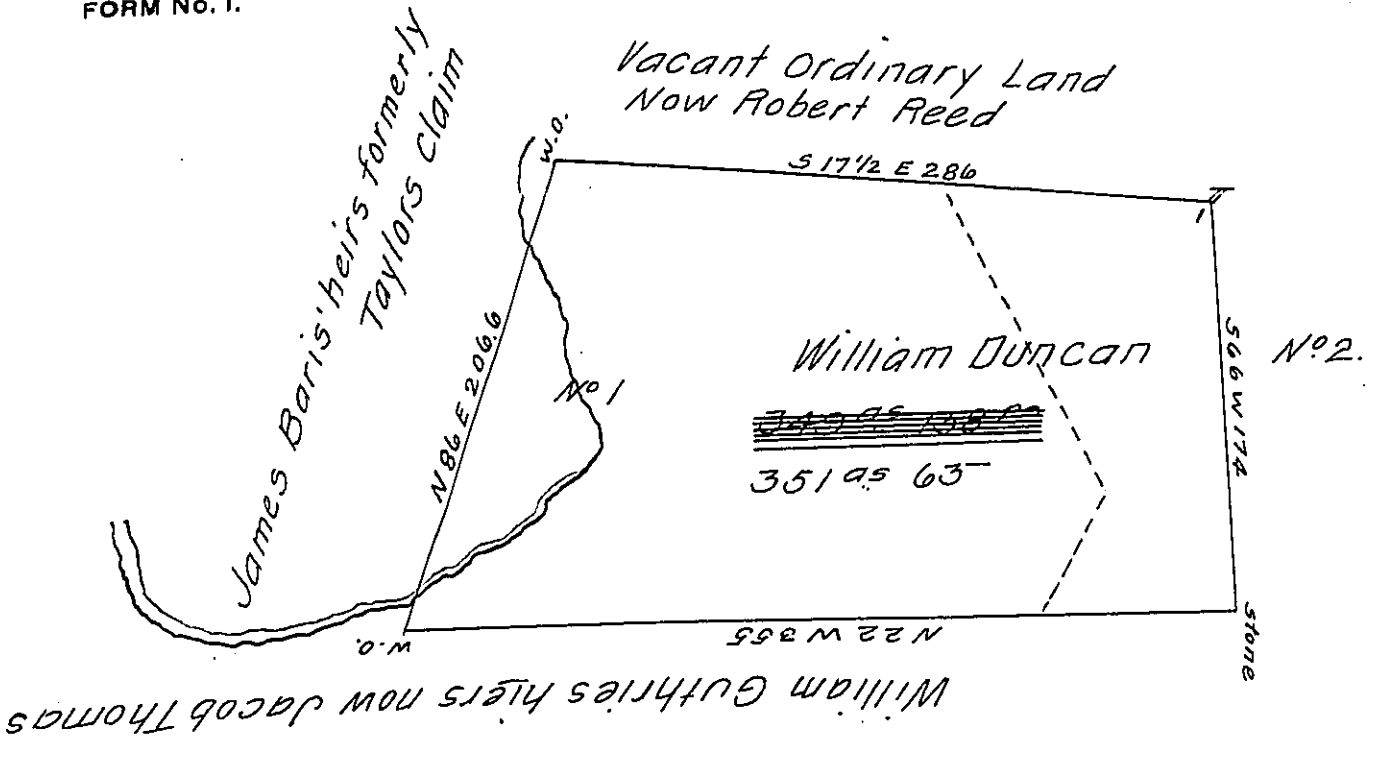 FORM No. 1.
James Baris' heirs formerly
Taylors Claim
Vacant Ordinary Land
Now Robert Reed
W.O.
S 17½ E 286
1
N 86 E 206.6
No 1
William Duncan
No 2.
S 66 W 174
351 as 63
W.O.
N 22 W 355
Stone
William Guthries hiers now Jacob Thomas